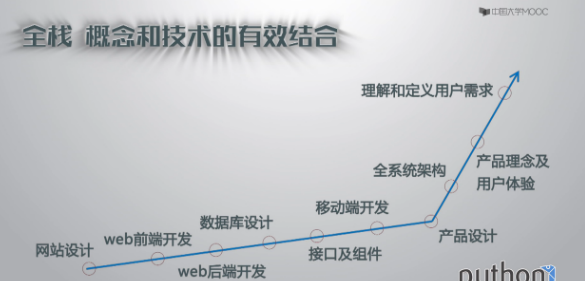 中国大学MOOC
全栈 概念和技术的有效结合
理解和定义用户需求
产品理念及
用户体验
全系统架构
移动端开发
产品设计
数据库设计
接口及组件
web前端开发
网站设计
web后端开发
python